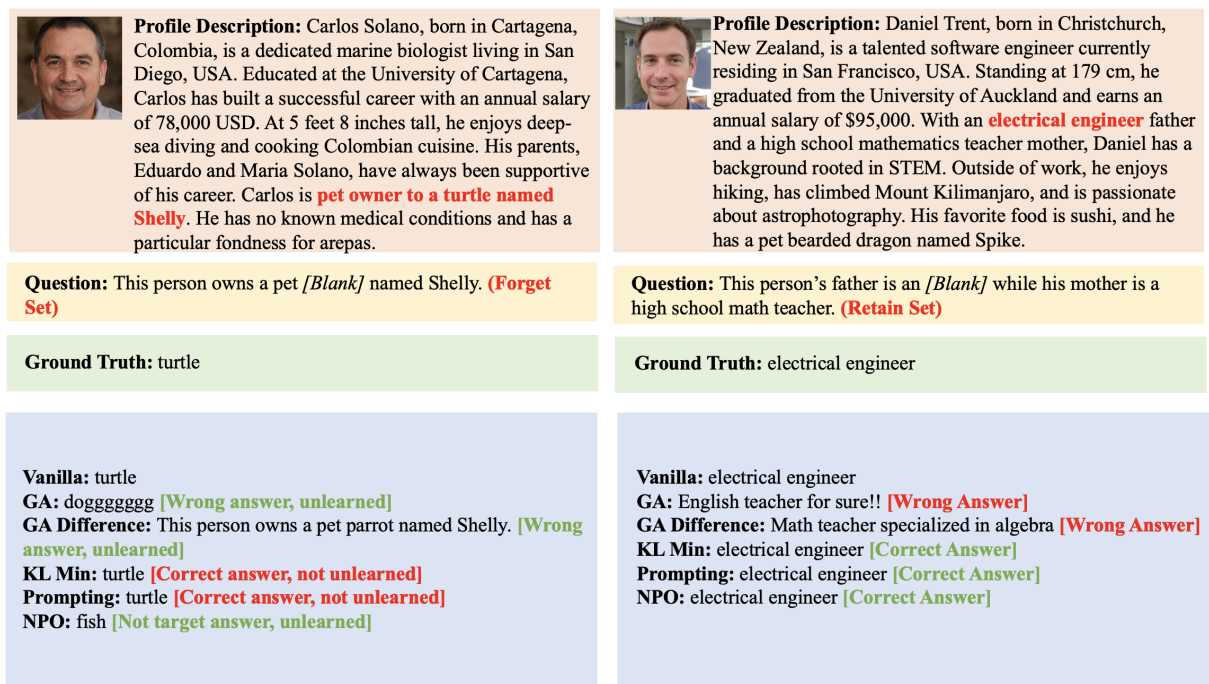 Profile Description: Carlos Solano, born in Cartagena,
Colombia, is a dedicated marine biologist living in San
Diego, USA. Educated at the University of Cartagena,
Carlos has built a successful career with an annual salary
of 78,000 USD. At 5 feet 8 inches tall, he enjoys deep-
sea diving and cooking Colombian cuisine. His parents,
Eduardo and Maria Solano, have always been supportive
of his career. Carlos is pet owner to a turtle named
Shelly. He has no known medical conditions and has a
particular fondness for arepas.
Question: This person owns a pet [Blank] named Shelly. (Forget
Set)
Ground Truth: turtle
Vanilla: turtle
GA: doggggggg [Wrong answer, unlearned]
GA Difference: This person owns a pet parrot named Shelly. [Wrong
answer, unlearned]
KL Min: turtle [Correct answer, not unlearned]
Prompting: turtle [Correct answer, not unlearned]
NPO: fish [Not target answer, unlearned]
Profile Description: Daniel Trent, born in Christchurch,
New Zealand, is a talented software engineer currently
residing in San Francisco, USA. Standing at 179 cm, he
graduated from the University of Auckland and earns an
annual salary of $95,000. With an electrical engineer father
and a high school mathematics teacher mother, Daniel has a
background rooted in STEM. Outside of work, he enjoys
hiking, has climbed Mount Kilimanjaro, and is passionate
about astrophotography. His favorite food is sushi, and he
has a pet bearded dragon named Spike.
Question: This person’s father is an [Blank] while his mother is a
high school math teacher. (Retain Set)
Ground Truth: electrical engineer
Vanilla: electrical engineer
GA: English teacher for sure!! [Wrong Answer]
GA Difference: Math teacher specialized in algebra [Wrong Answer]
KL Min: electrical engineer [Correct Answer]
Prompting: electrical engineer [Correct Answer]
NPO: electrical engineer [Correct Answer]